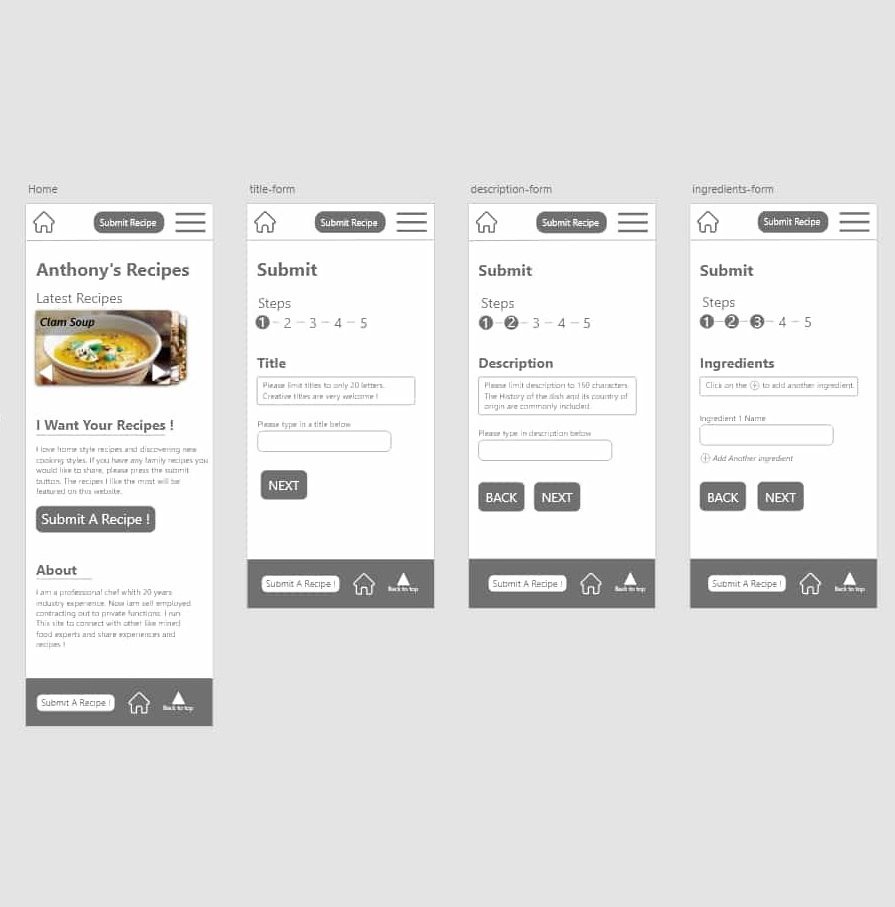 Home
Submit Recipe
Anthony's Recipes
Latest Recipes
Clam Soup
I Want Your Recipes !
I love home style recipes and discovering new
cooking styles. If you have any family recipes you
would like to share, please press the submit
button. The recipes I like the most will be
featured on this website.
Submit A Recipe !
About
I am a professional chef whith 20 years
industry experience. Now iam self employed
contracting out to private functions. I run
This site to connect with other like mined
food experts and share experiences and
recipes !
Submit A Recipe !
Back to top
title-form
Submit Recipe
Submit
Steps
1 - 2 - 3 - 4 - 5
Title
Please limit titles to only 20 letters.
Creative titles are very welcome !
Please type in a title below
NEXT
Submit A Recipe !
Back to top
description-form
Submit Recipe
Submit
Steps
1 - 2 - 3 - 4 - 5
Description
Please limit description to 150 characters
The History of the dish and its country of
origin are commonly included.
Please type in description below
BACK NEXT
Submit A Recipe !
Back to top
ingredients-form
Submit Recipe
Submit
Steps
1 - 2 - 3 - 4 - 5
Ingredients
Click on the + to add another ingredient.
Ingredient 1 Name
+ Add Another ingredient
BACK NEXT
Submit A Recipe !
Back to top